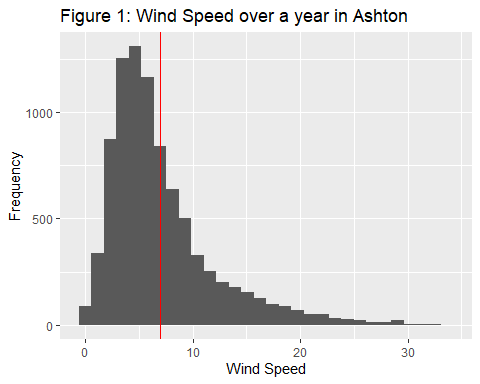 Figure 1: Wind Speed over a year in Ashton
Frequency
1000
500
0
0 10 20 30
Wind Speed